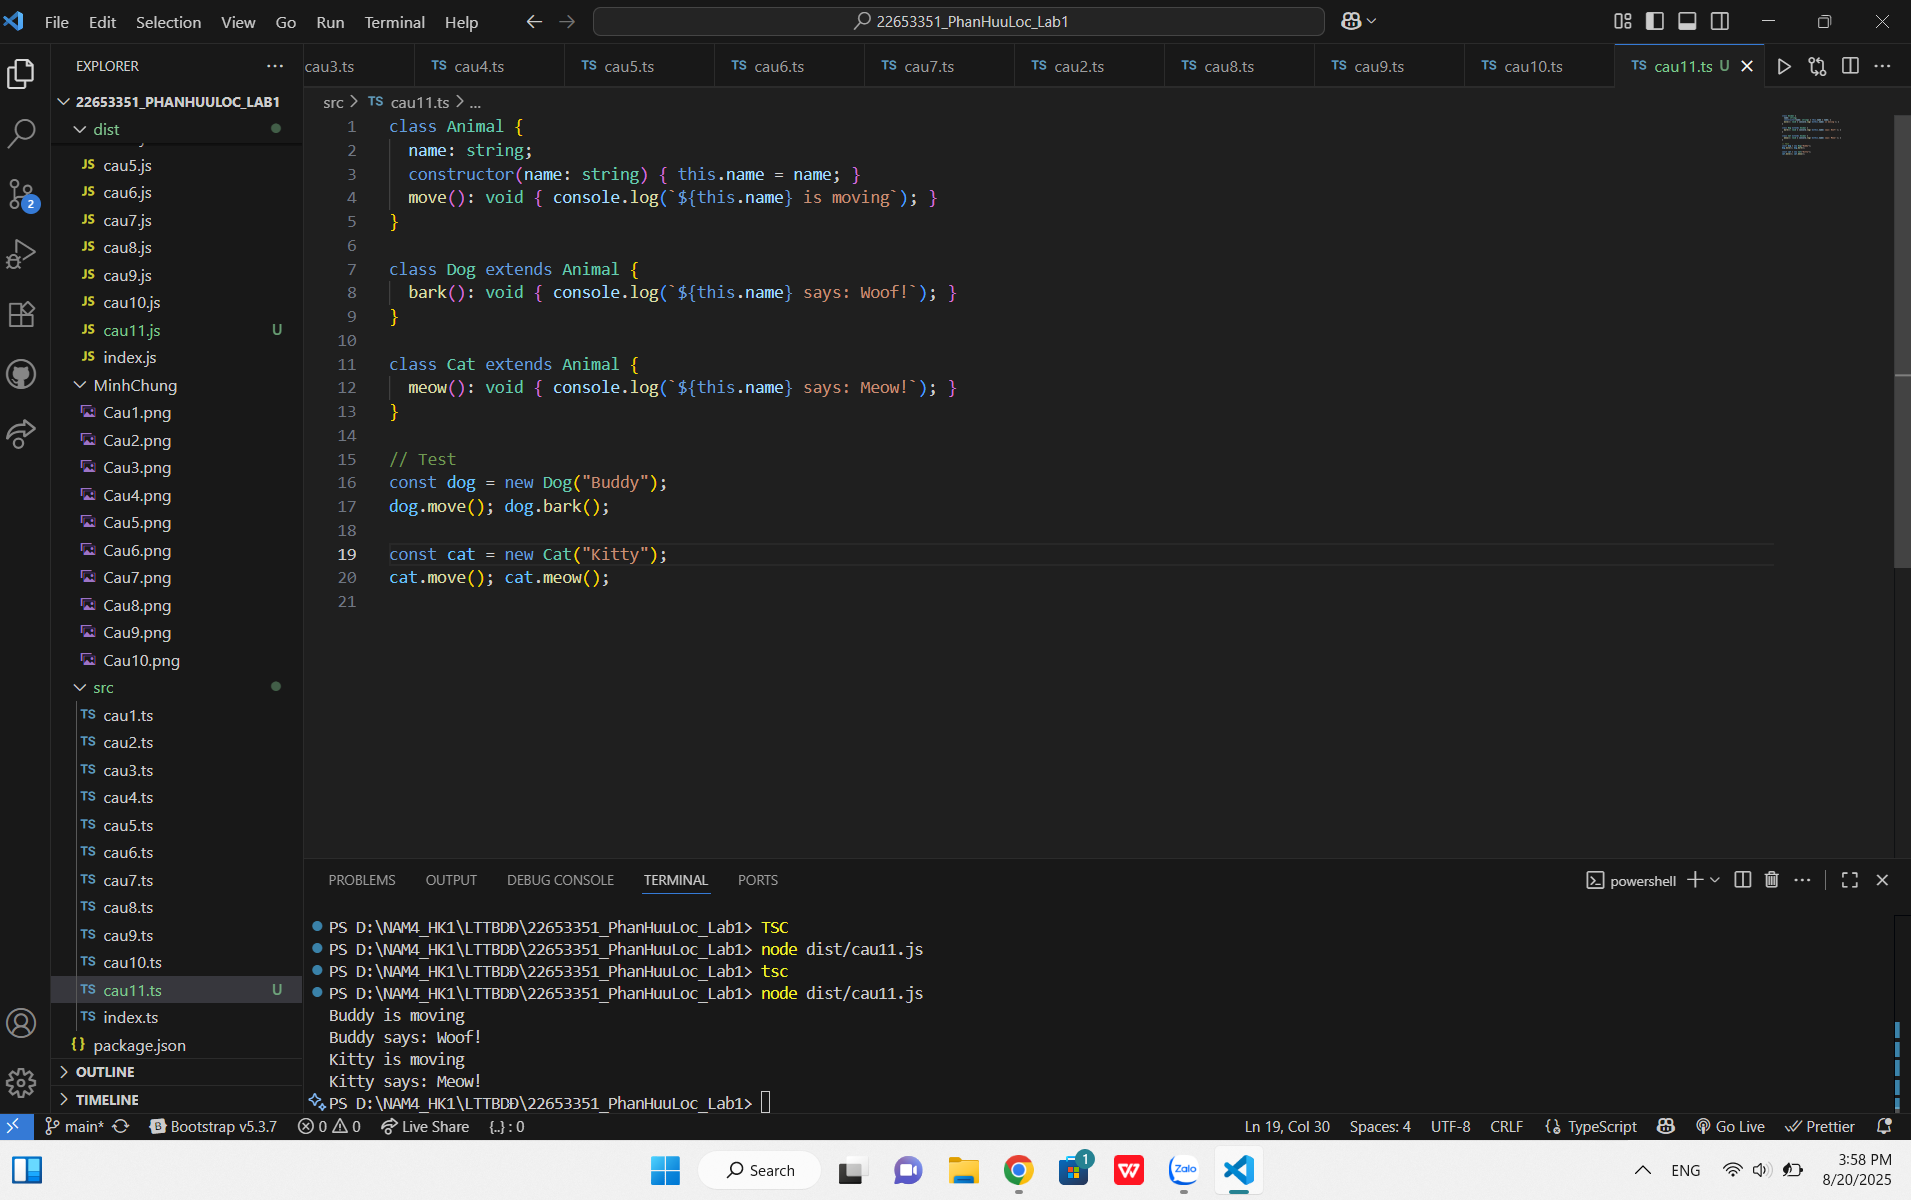 File Edit Selection View Go Run Terminal Help
22653351_PhanHuuLoc_Lab1
EXPLORER
cau3.ts
TS cau4.ts
TS cau5.ts
TS cau6.ts
TS cau7.ts
TS cau2.ts
TS cau8.ts
TS cau9.ts
TS cau10.ts
TS cau11.ts U
22653351_PHANHUULOC_LAB1
dist
JS cau5.js
JS cau6.js
JS cau7.js
JS cau8.js
JS cau9.js
JS cau10.js
JS cau11.js U
JS index.js
MinhChung
Cau1.png
Cau2.png
Cau3.png
Cau4.png
Cau5.png
Cau6.png
Cau7.png
Cau8.png
Cau9.png
Cau10.png
src
TS cau1.ts
TS cau2.ts
TS cau3.ts
TS cau4.ts
TS cau5.ts
TS cau6.ts
TS cau7.ts
TS cau8.ts
TS cau9.ts
TS cau10.ts
TS cau11.ts U
TS index.ts
{} package.json
OUTLINE
TIMELINE
2
src > TS cau11.ts > ...
1 class Animal {
2 name: string;
3 constructor(name: string) { this.name = name; }
4 move(): void { console.log(`${this.name} is moving`); }
5 }
6
7 class Dog extends Animal {
8 bark(): void { console.log(`${this.name} says: Woof!`); }
9 }
10
11 class Cat extends Animal {
12 meow(): void { console.log(`${this.name} says: Meow!`); }
13 }
14
15 // Test
16 const dog = new Dog("Buddy");
17 dog.move(); dog.bark();
18
19 const cat = new Cat("Kitty");
20 cat.move(); cat.meow();
21
PROBLEMS OUTPUT DEBUG CONSOLE TERMINAL PORTS
powershell
PS D:\NAM4_HK1\LTTBDĐ\22653351_PhanHuuLoc_Lab1> TSC
PS D:\NAM4_HK1\LTTBDĐ\22653351_PhanHuuLoc_Lab1> node dist/cau11.js
PS D:\NAM4_HK1\LTTBDĐ\22653351_PhanHuuLoc_Lab1> tsc
PS D:\NAM4_HK1\LTTBDĐ\22653351_PhanHuuLoc_Lab1> node dist/cau11.js
Buddy is moving
Buddy says: Woof!
Kitty is moving
Kitty says: Meow!
PS D:\NAM4_HK1\LTTBDĐ\22653351_PhanHuuLoc_Lab1>
main* B Bootstrap v5.3.7 0 0 Live Share {..} : 0
Ln 19, Col 30 Spaces: 4 UTF-8 CRLF TypeScript Go Live Prettier
Search
1
Zalo
ENG
3:58 PM
8/20/2025